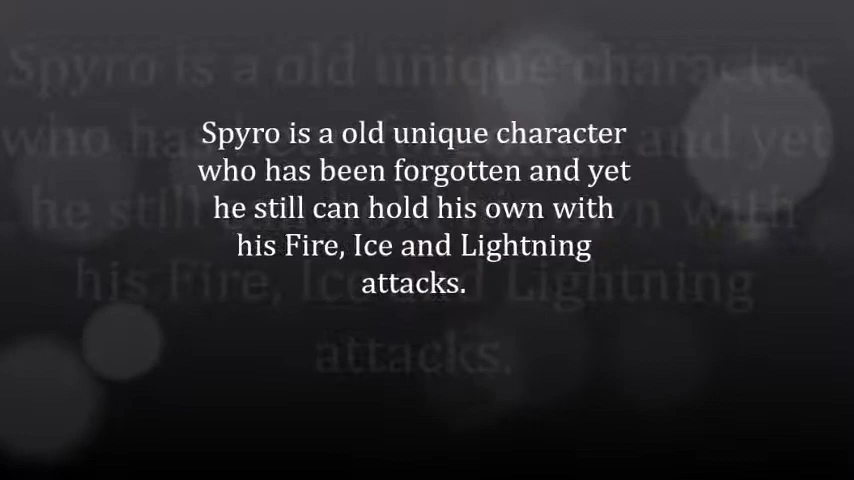 Spyro is a old unique character
who has been forgotten and yet
he still can hold his own with
his Fire, Ice and Lightning
attacks.